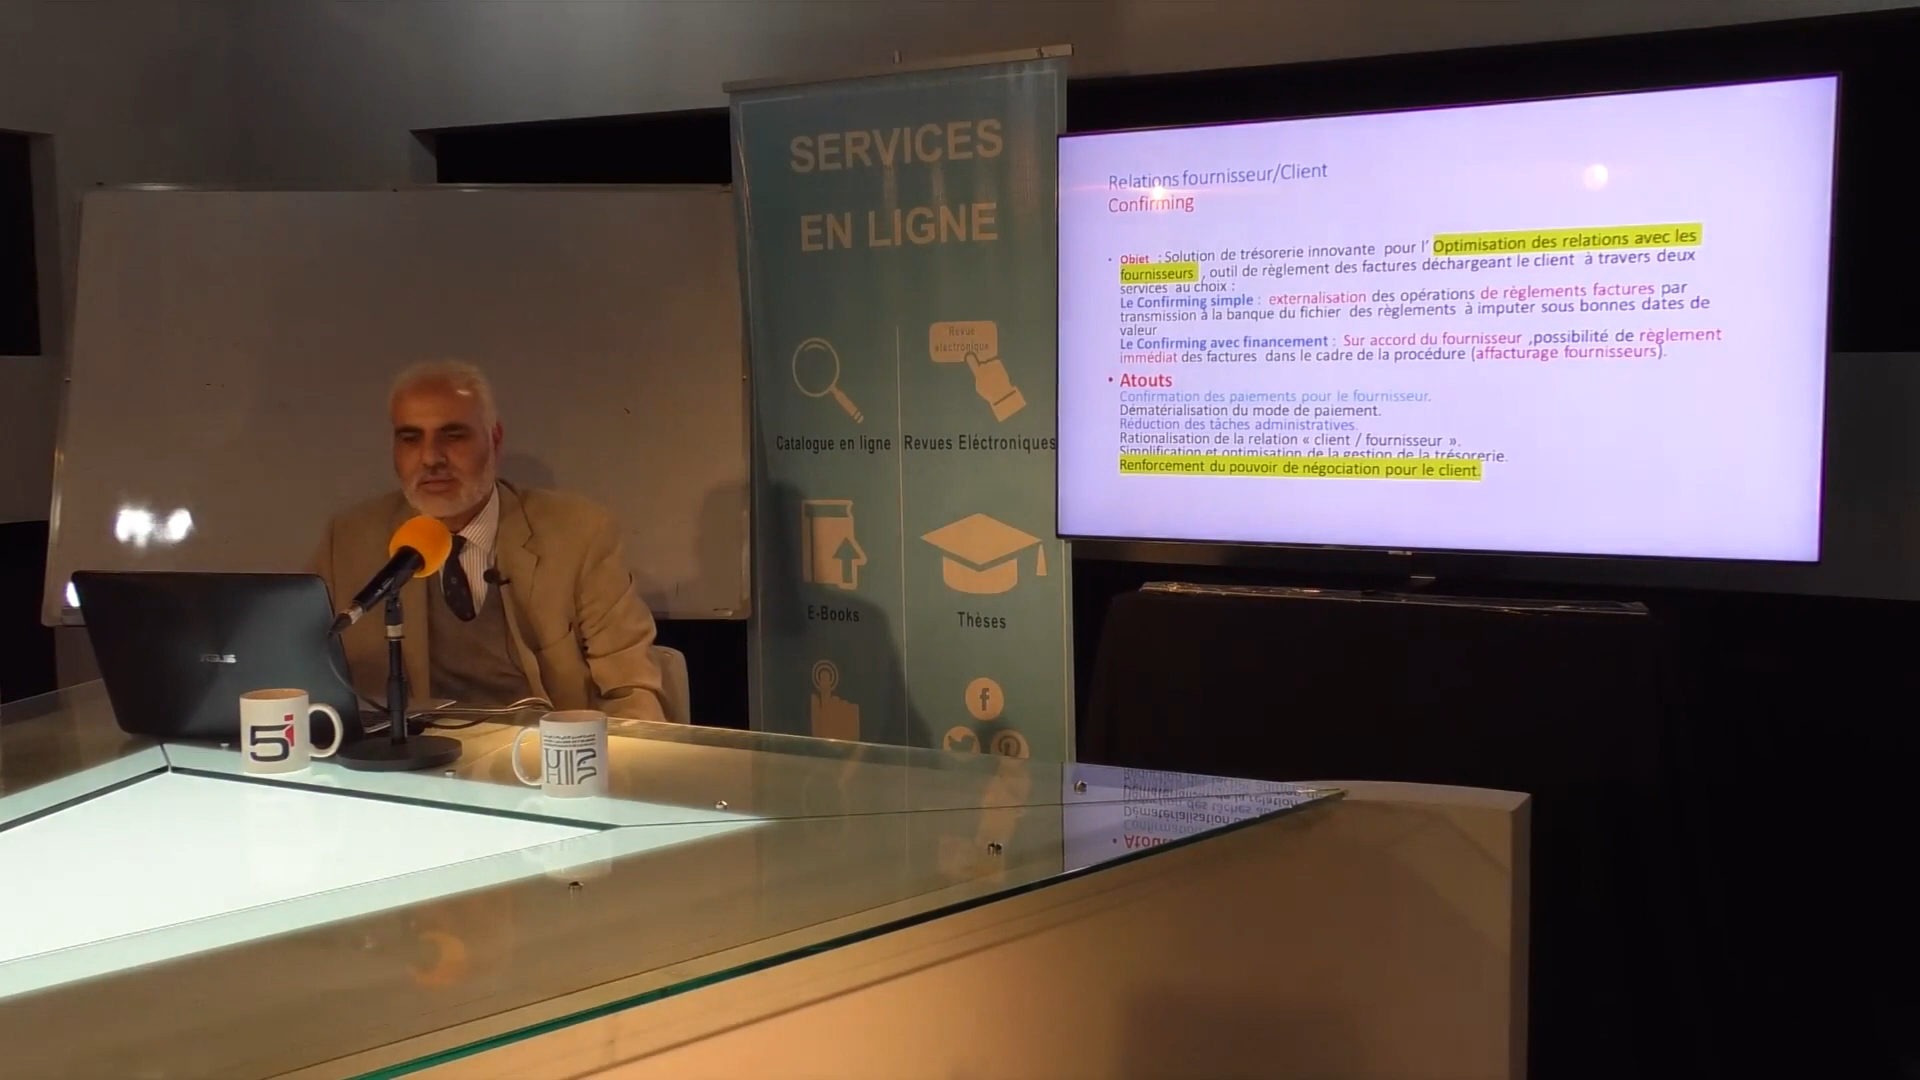 SERVICES
EN LIGNE
Revue
électronique
Catalogue en ligne
Revues Eléctroniques
E-Books
Thèses
f
Relations fournisseur/Client
Confirming
• Objet : Solution de trésorerie innovante pour l' Optimisation des relations avec les
fournisseurs , outil de règlement des factures déchargeant le client à travers deux
services au choix :
Le Confirming simple : externalisation des opérations de règlements factures par
transmission à la banque du fichier des règlements à imputer sous bonnes dates de
valeur
Le Confirming avec financement : Sur accord du fournisseur ,possibilité de règlement
immédiat des factures dans le cadre de la procédure (affacturage fournisseurs).
• Atouts
Confirmation des paiements pour le fournisseur.
Dématérialisation du mode de paiement.
Réduction des tâches administratives.
Rationalisation de la relation « client / fournisseur ».
Simplification et optimisation de la gestion de la trésorerie.
Renforcement du pouvoir de négociation pour le client.
ASUS
5i